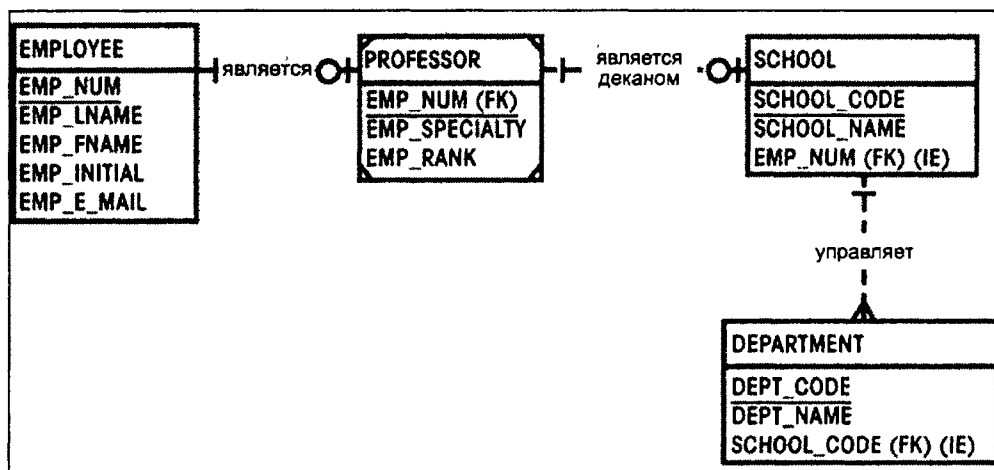 EMPLOYEE
EMP_NUM
EMP_LNAME
EMP_FNAME
EMP_INITIAL
EMP_E_MAIL
является
PROFESSOR
EMP_NUM (FK)
EMP_SPECIALTY
EMP_RANK
является
деканом
SCHOOL
SCHOOL_CODE
SCHOOL_NAME
EMP_NUM (FK) (IE)
управляет
DEPARTMENT
DEPT_CODE
DEPT_NAME
SCHOOL_CODE (FK) (IE)